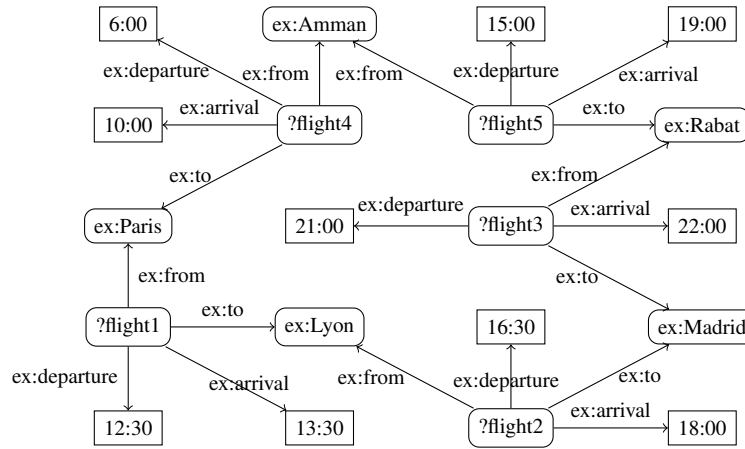 6:00
ex:Amman
15:00
19:00
ex:departure
ex:from
ex:from
ex:departure
ex:arrival
10:00
ex:arrival
?flight4
?flight5
ex:to
ex:Rabat
ex:to
ex:from
ex:Paris
21:00
ex:departure
?flight3
ex:arrival
22:00
ex:from
ex:to
?flight1
ex:to
ex:Lyon
16:30
ex:Madrid
ex:departure
ex:arrival
ex:from
ex:departure
ex:to
12:30
13:30
?flight2
ex:arrival
18:00